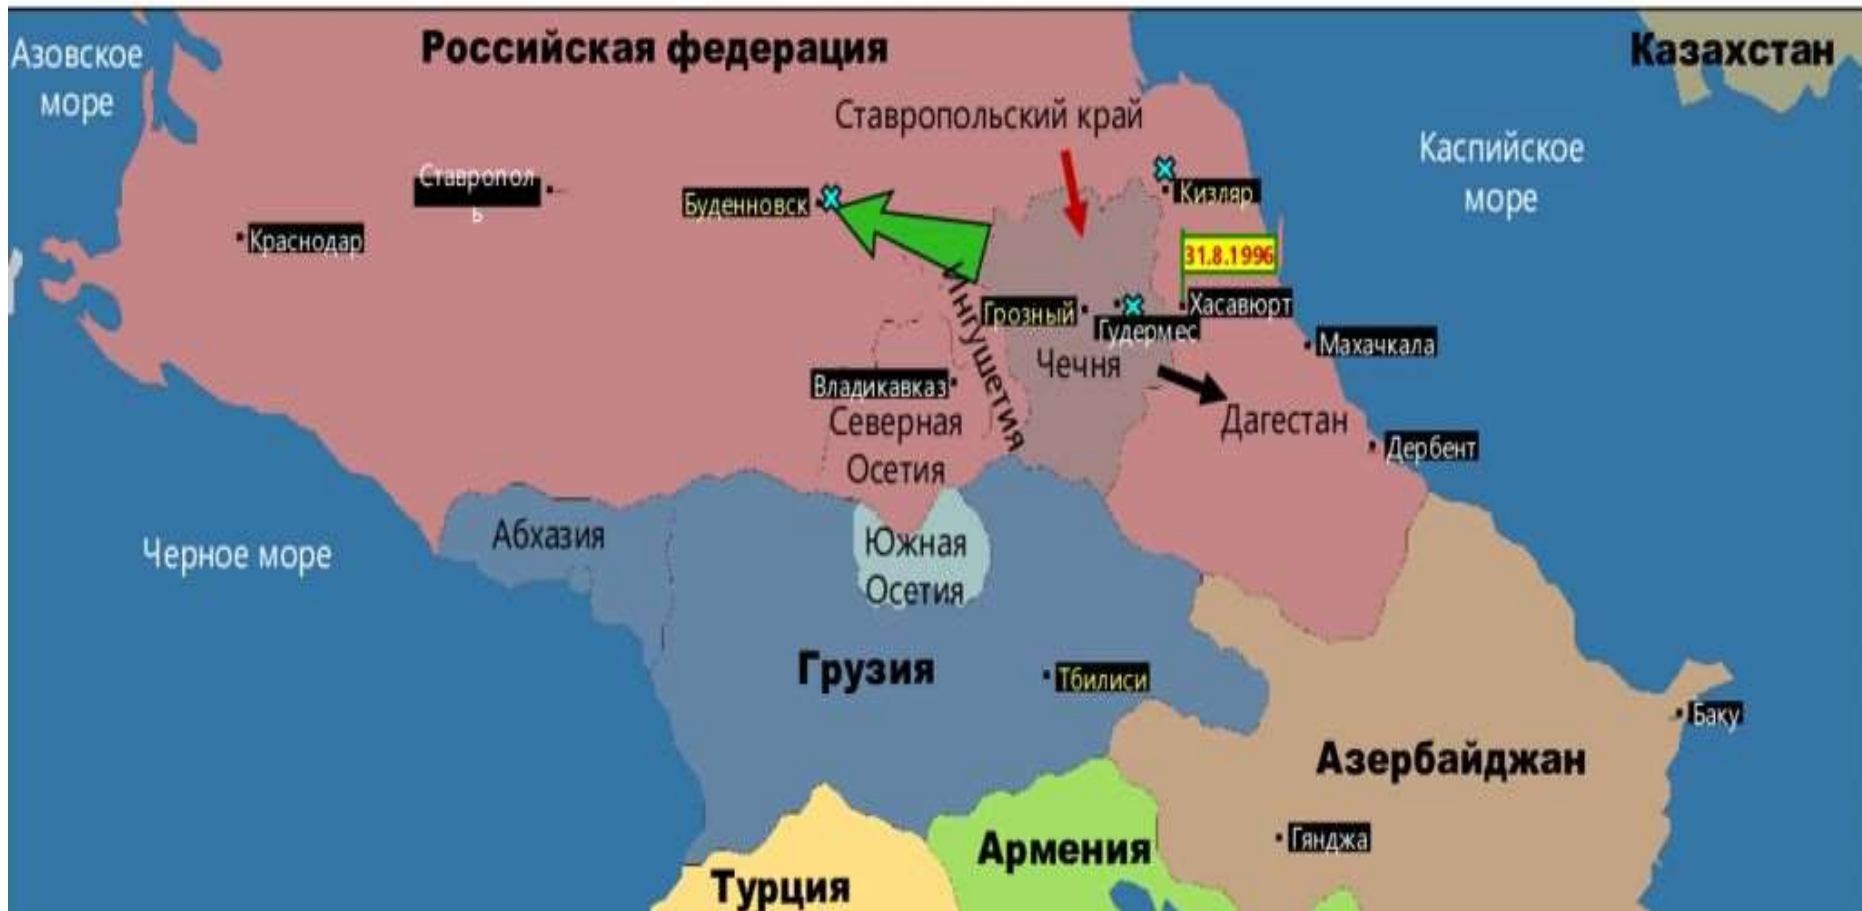 Российская федерация
Казахстан
Азовское
море
Ставропольский край
Каспийское
море
Ставропол
ь
Буденновск
Кизляр
Краснодар
31.8.1996
Ингушетия
Грозный
Гудермес
Хасавюрт
Махачкала
Чечня
Владикавказ
Северная
Осетия
Дагестан
Дербент
Черное море
Абхазия
Южная
Осетия
Грузия
Тбилиси
Баку
Азербайджан
Армения
Гянджа
Турция